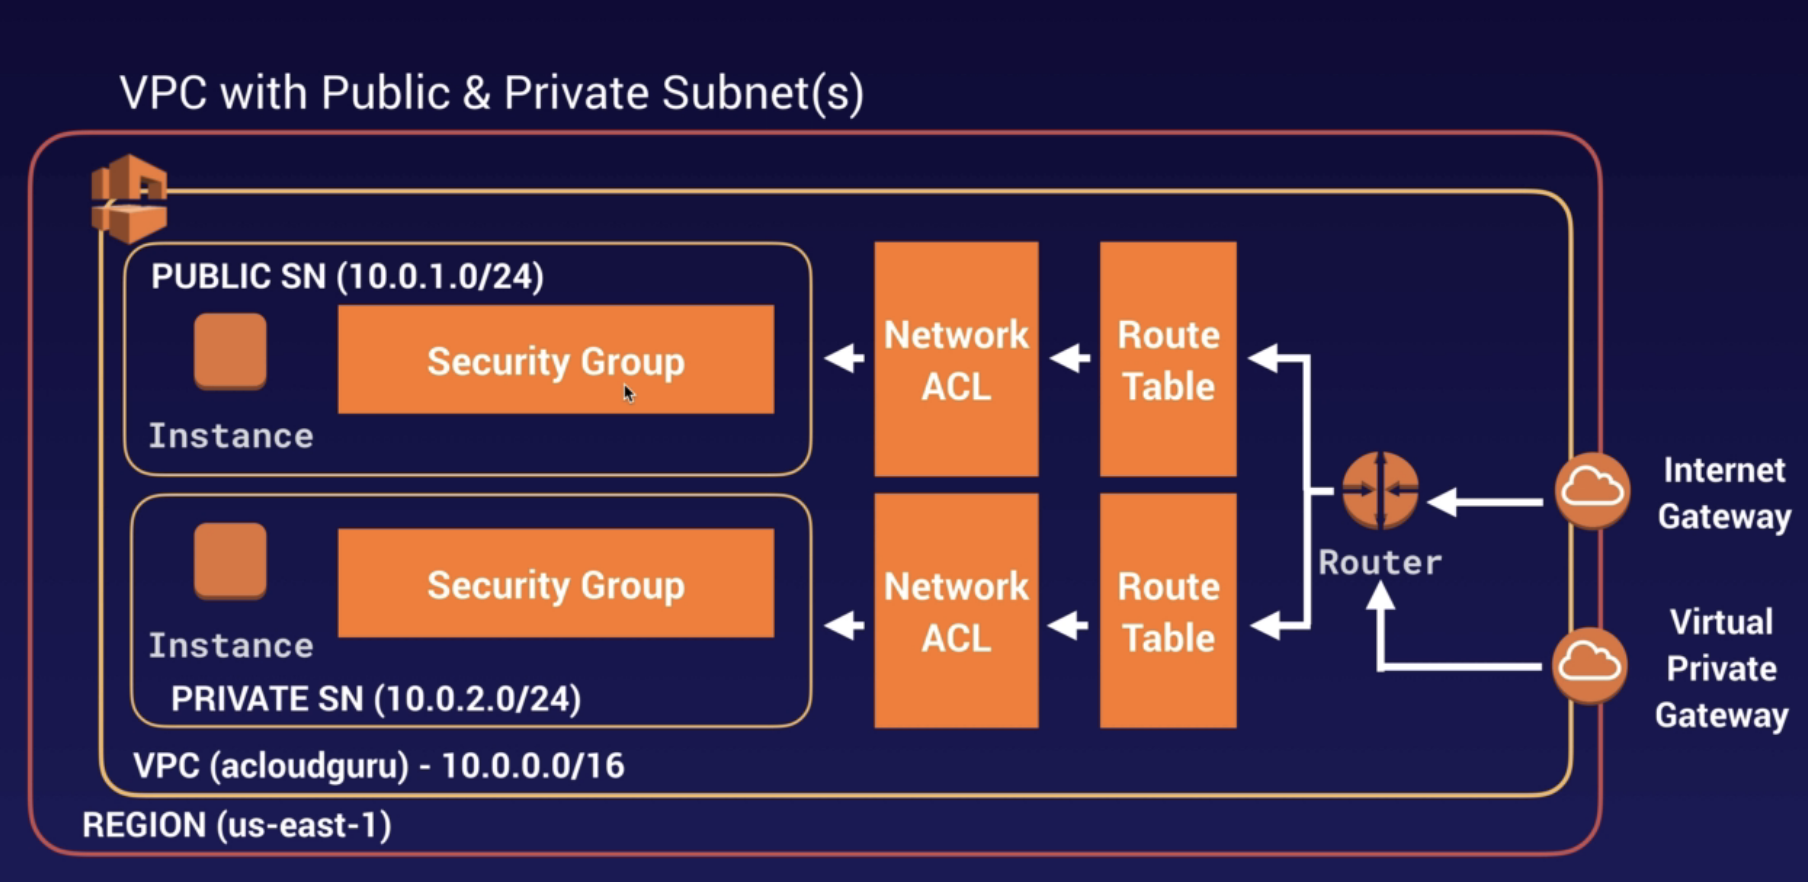 VPC with Public & Private Subnet(s)
PUBLIC SN (10.0.1.0/24)
Security Group
Instance
Network
ACL
Route
Table
Internet
Gateway
Router
Instance
Security Group
PRIVATE SN (10.0.2.0/24)
Network
ACL
Route
Table
Virtual
Private
Gateway
VPC (acloudguru) - 10.0.0.0/16
REGION (us-east-1)